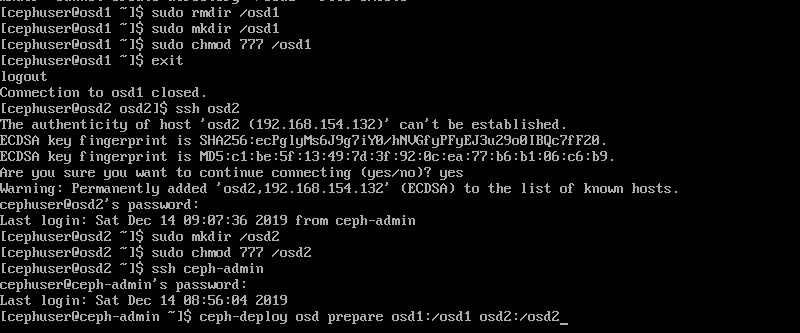 [cephuser@osd1 ~]$ sudo rmdir /osd1
[cephuser@osd1 ~]$ sudo mkdir /osd1
[cephuser@osd1 ~]$ sudo chmod 777 /osd1
[cephuser@osd1 ~]$ exit
logout
Connection to osd1 closed.
[cephuser@osd2 osd2]$ ssh osd2
The authenticity of host 'osd2 (192.168.154.132)' can't be established.
ECDSA key fingerprint is SHA256:ecPglyMs6J9g7iY0/hNVGfyPFyEJ3u29o0IBQc7fF20.
ECDSA key fingerprint is MD5:c1:be:5f:13:49:7d:3f:92:0c:ea:77:b6:b1:06:c6:b9.
Are you sure you want to continue connecting (yes/no)? yes
Warning: Permanently added 'osd2,192.168.154.132' (ECDSA) to the list of known hosts.
cephuser@osd2's password:
Last login: Sat Dec 14 09:07:36 2019 from ceph-admin
[cephuser@osd2 ~]$ sudo mkdir /osd2
[cephuser@osd2 ~]$ sudo chmod 777 /osd2
[cephuser@osd2 ~]$ ssh ceph-admin
cephuser@ceph-admin's password:
Last login: Sat Dec 14 08:56:04 2019
[cephuser@ceph-admin ~]$ ceph-deploy osd prepare osd1:/osd1 osd2:/osd2_